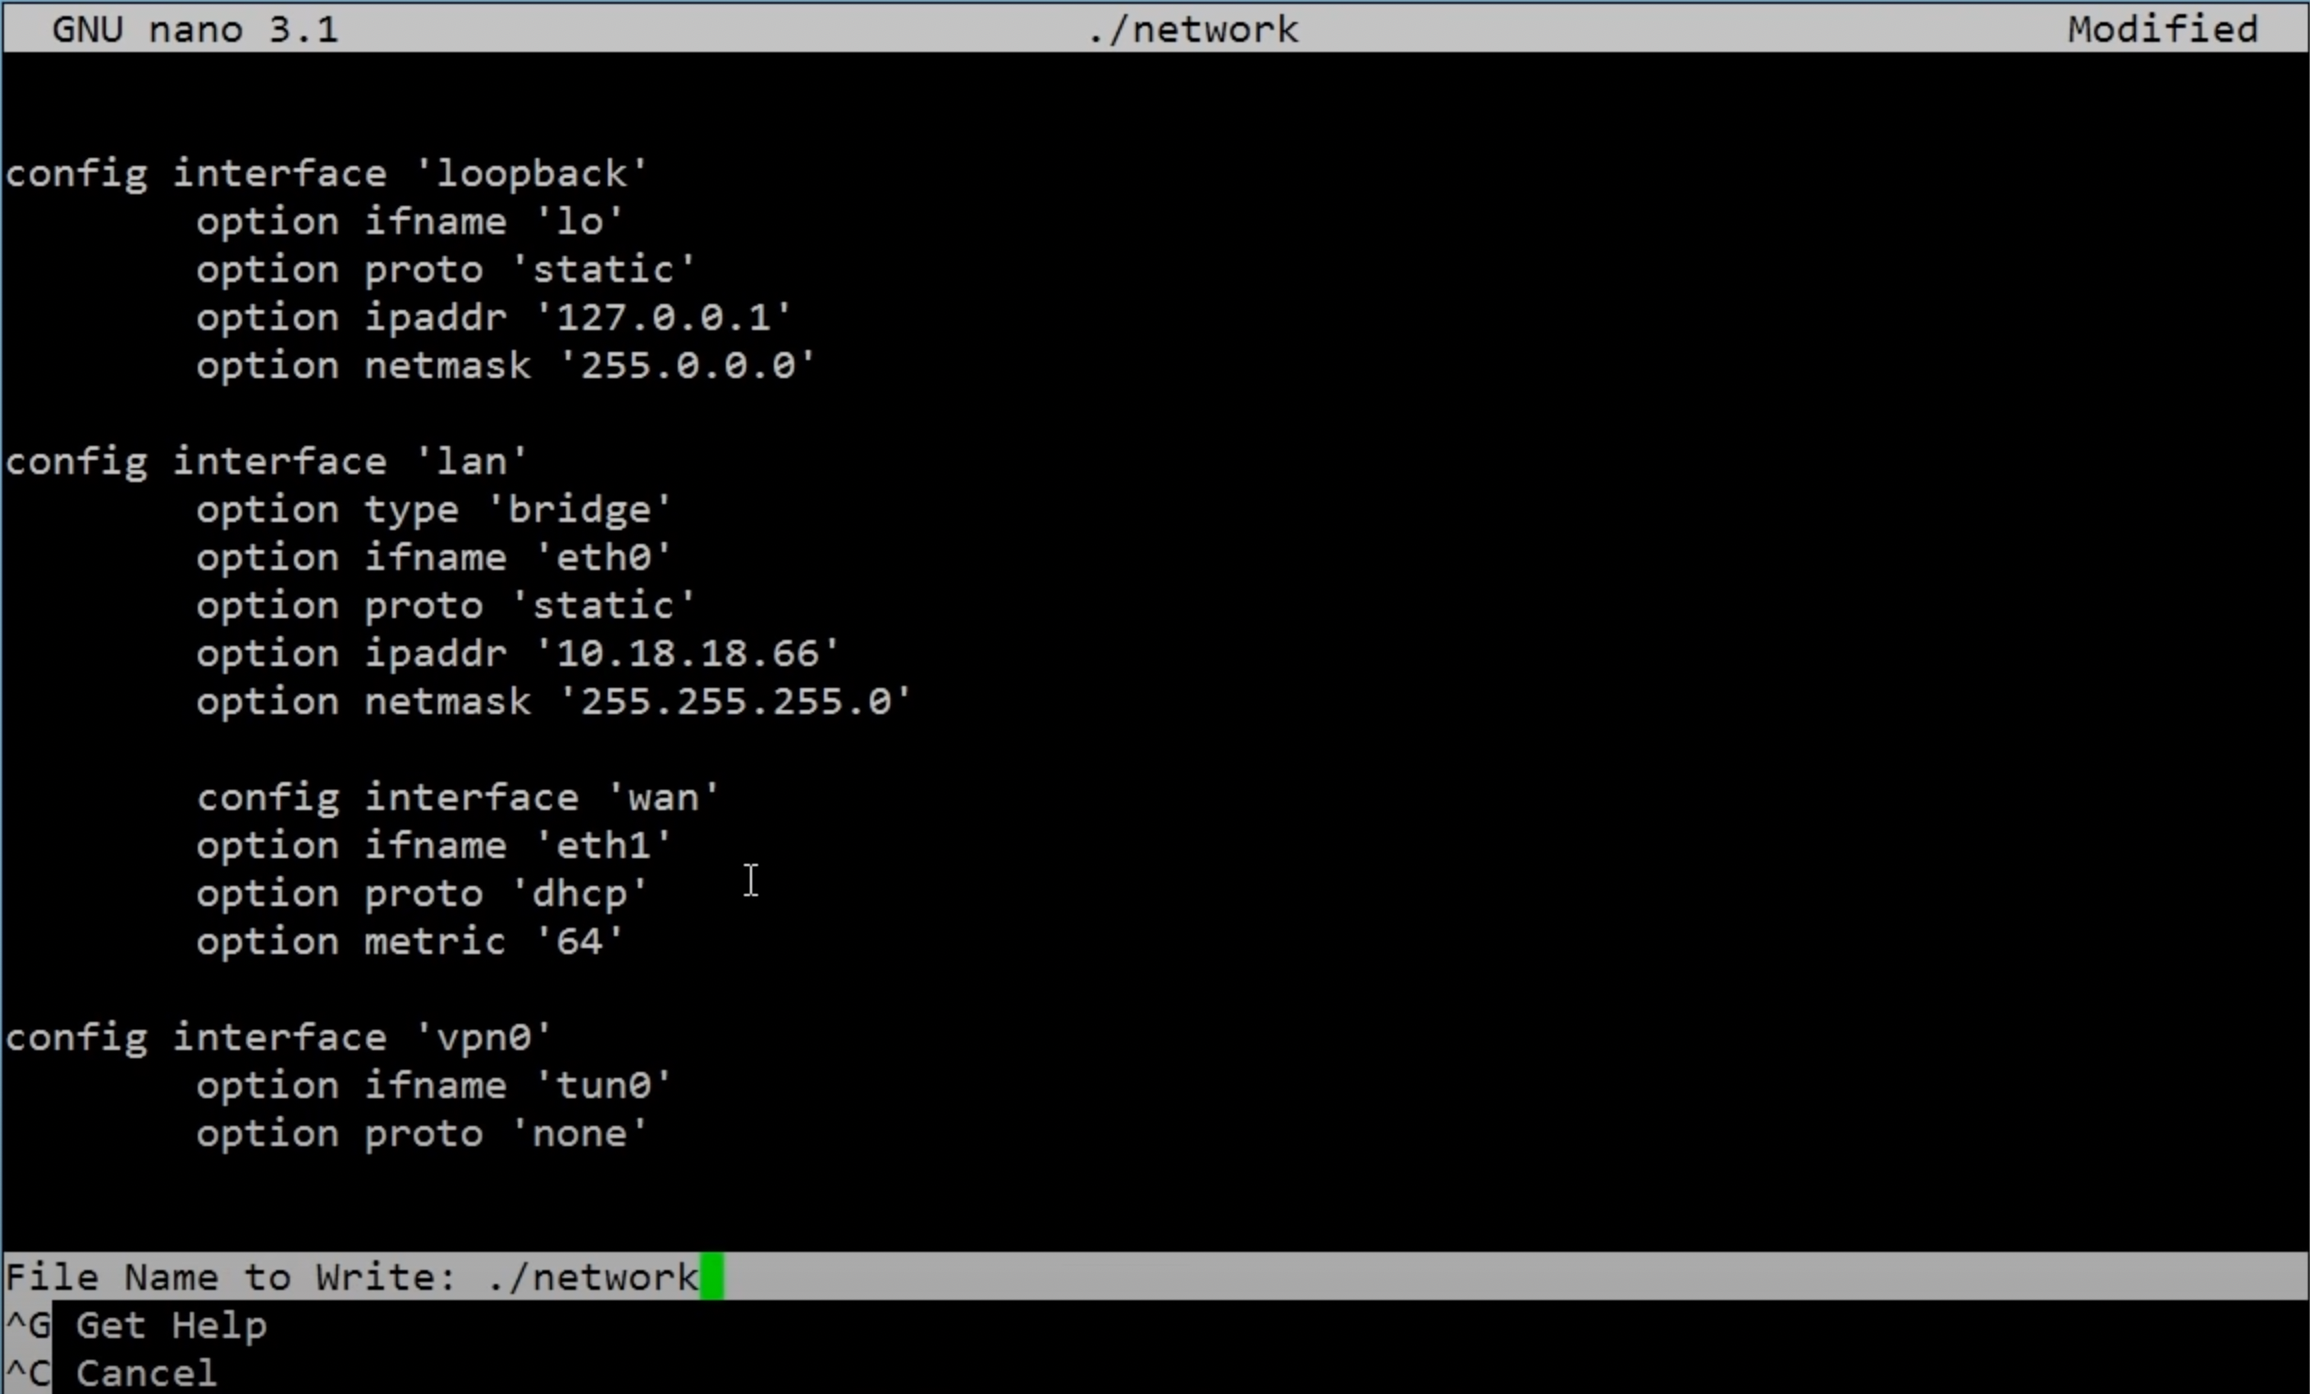 GNU nano 3.1 ./network Modified
config interface 'loopback'
option ifname 'lo'
option proto 'static'
option ipaddr '127.0.0.1'
option netmask '255.0.0.0'
config interface 'lan'
option type 'bridge'
option ifname 'eth0'
option proto 'static'
option ipaddr '10.18.18.66'
option netmask '255.255.255.0'
config interface 'wan'
option ifname 'eth1'
option proto 'dhcp'
option metric '64'
config interface 'vpn0'
option ifname 'tun0'
option proto 'none'
File Name to Write: ./network
^G Get Help
^C Cancel